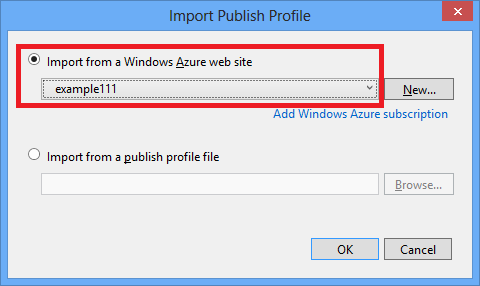 Import Publish Profile
Import from a Windows Azure web site
example111
New...
Add Windows Azure subscription
Import from a publish profile file
Browse...
OK
Cancel